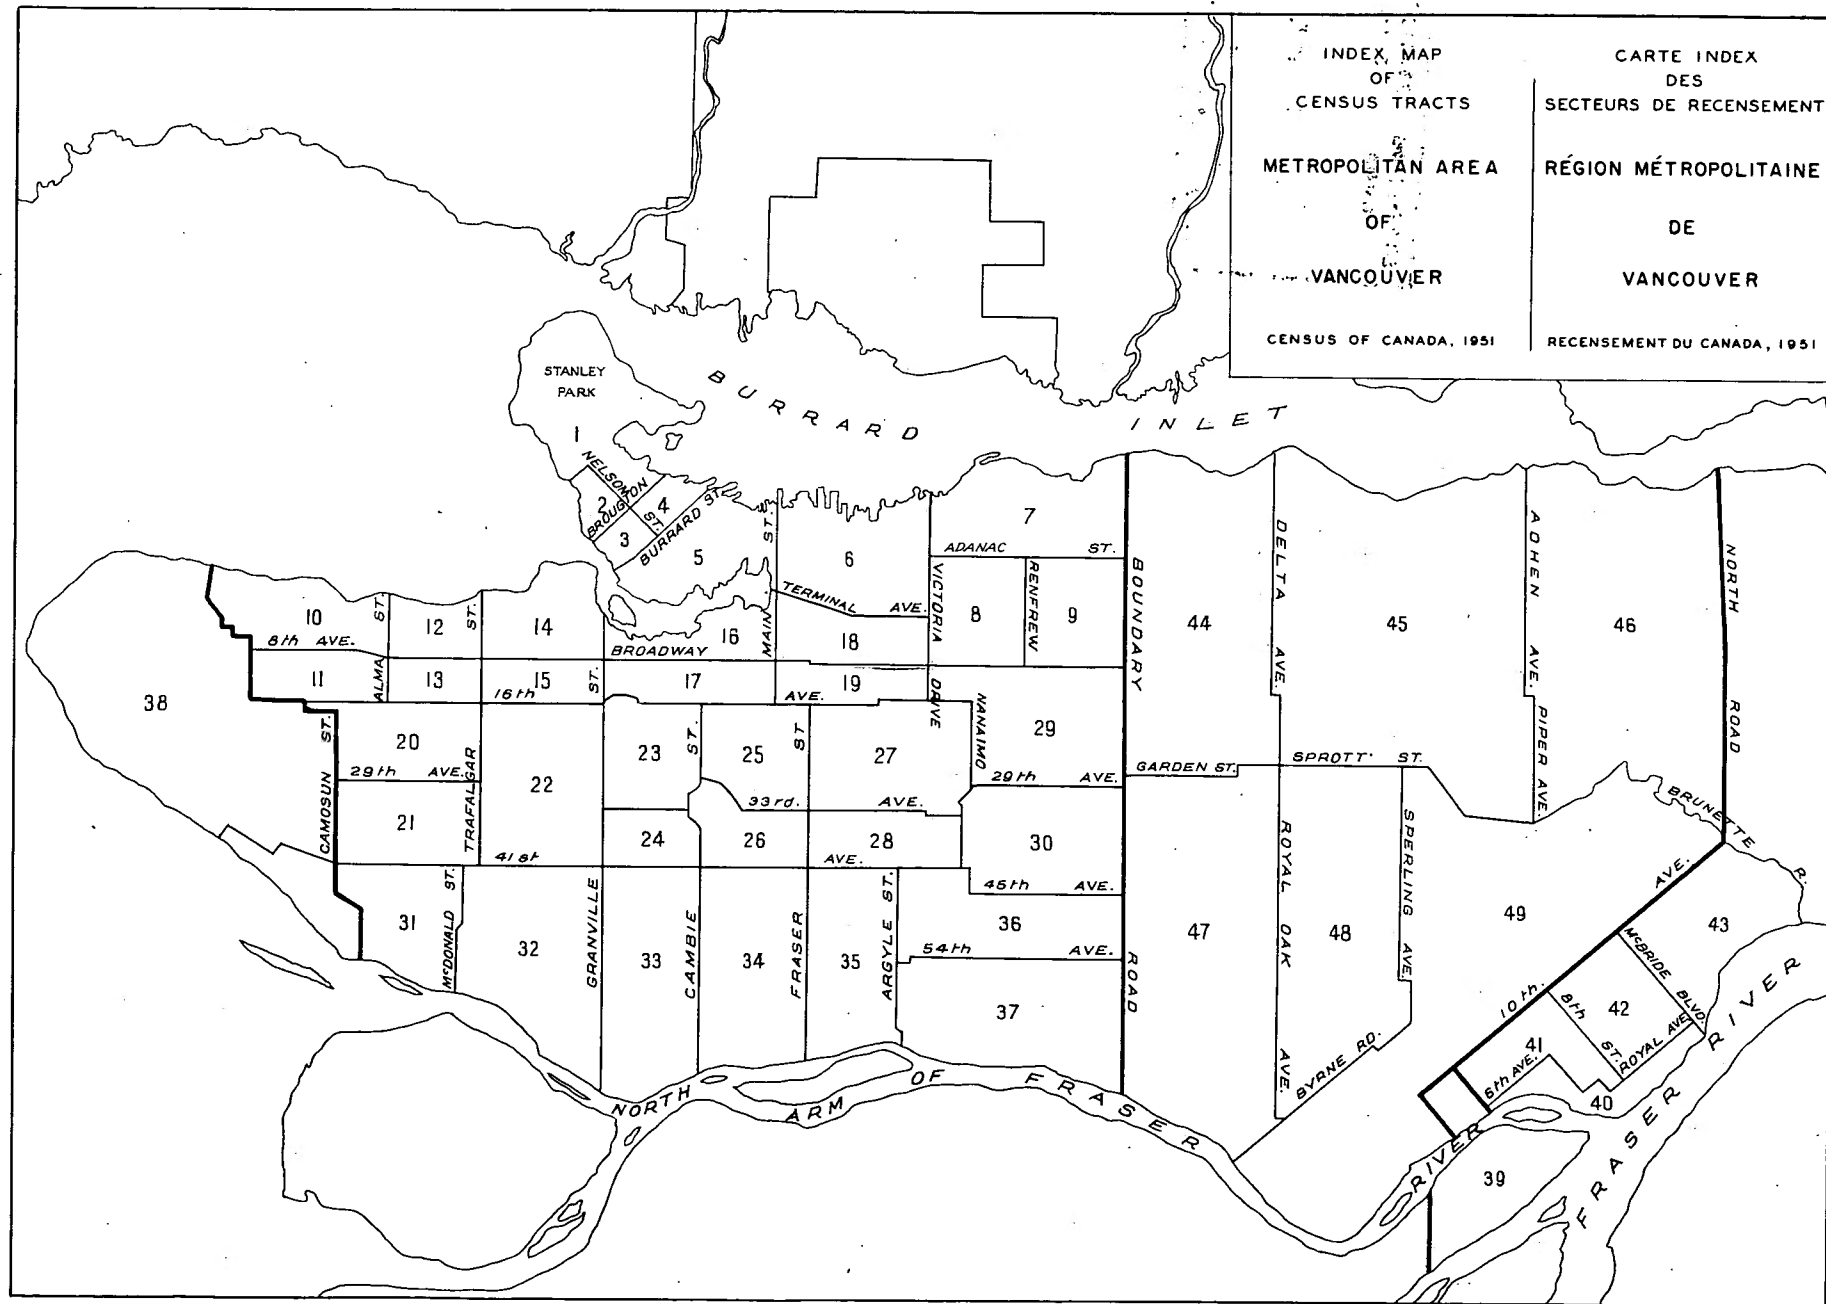 INDEX MAP
OF
CENSUS TRACTS
METROPOLITAN AREA
OF
VANCOUVER
CENSUS OF CANADA, 1951
CARTE INDEX
DES
SECTEURS DE RECENSEMENT
RÉGION MÉTROPOLITAINE
DE
VANCOUVER
RECENSEMENT DU CANADA, 1951
STANLEY
PARK
BURRARD INLET
1
NELSON ST.
BROUGTON
2
4
3
BURRARD ST.
5
MAIN ST.
6
7
ADANAC ST.
TERMINAL AVE.
VICTORIA DRIVE
8
RENFREW
9
BOUNDARY ROAD
44
DELTA AVE.
45
ADHEN AVE.
46
NORTH ROAD
10
8th AVE.
ALMA ST.
12
ST.
14
BROADWAY
16
18
38
11
13
15
16th AVE.
ST.
17
19
CAMOSUN ST.
20
29th AVE.
TRAFALGAR
22
23
ST.
25
ST
27
NANAIMO
29
29th AVE.
GARDEN ST.
SPROTT ST.
PIPER AVE.
BRUNETTE R.
21
33rd. AVE.
24
26
28
30
41st AVE.
45th AVE.
31
McDONALD ST.
32
GRANVILLE
33
CAMBIE
34
FRASER
35
ARGYLE ST.
36
54th AVE.
37
47
ROYAL OAK AVE.
48
SPERLING AVE.
49
BYRNE RD.
10th. AVE.
43
McBRIDE BLVD.
42
8th ST.
ROYAL AVE.
41
6th AVE.
40
39
NORTH ARM OF FRASER RIVER
FRASER RIVER